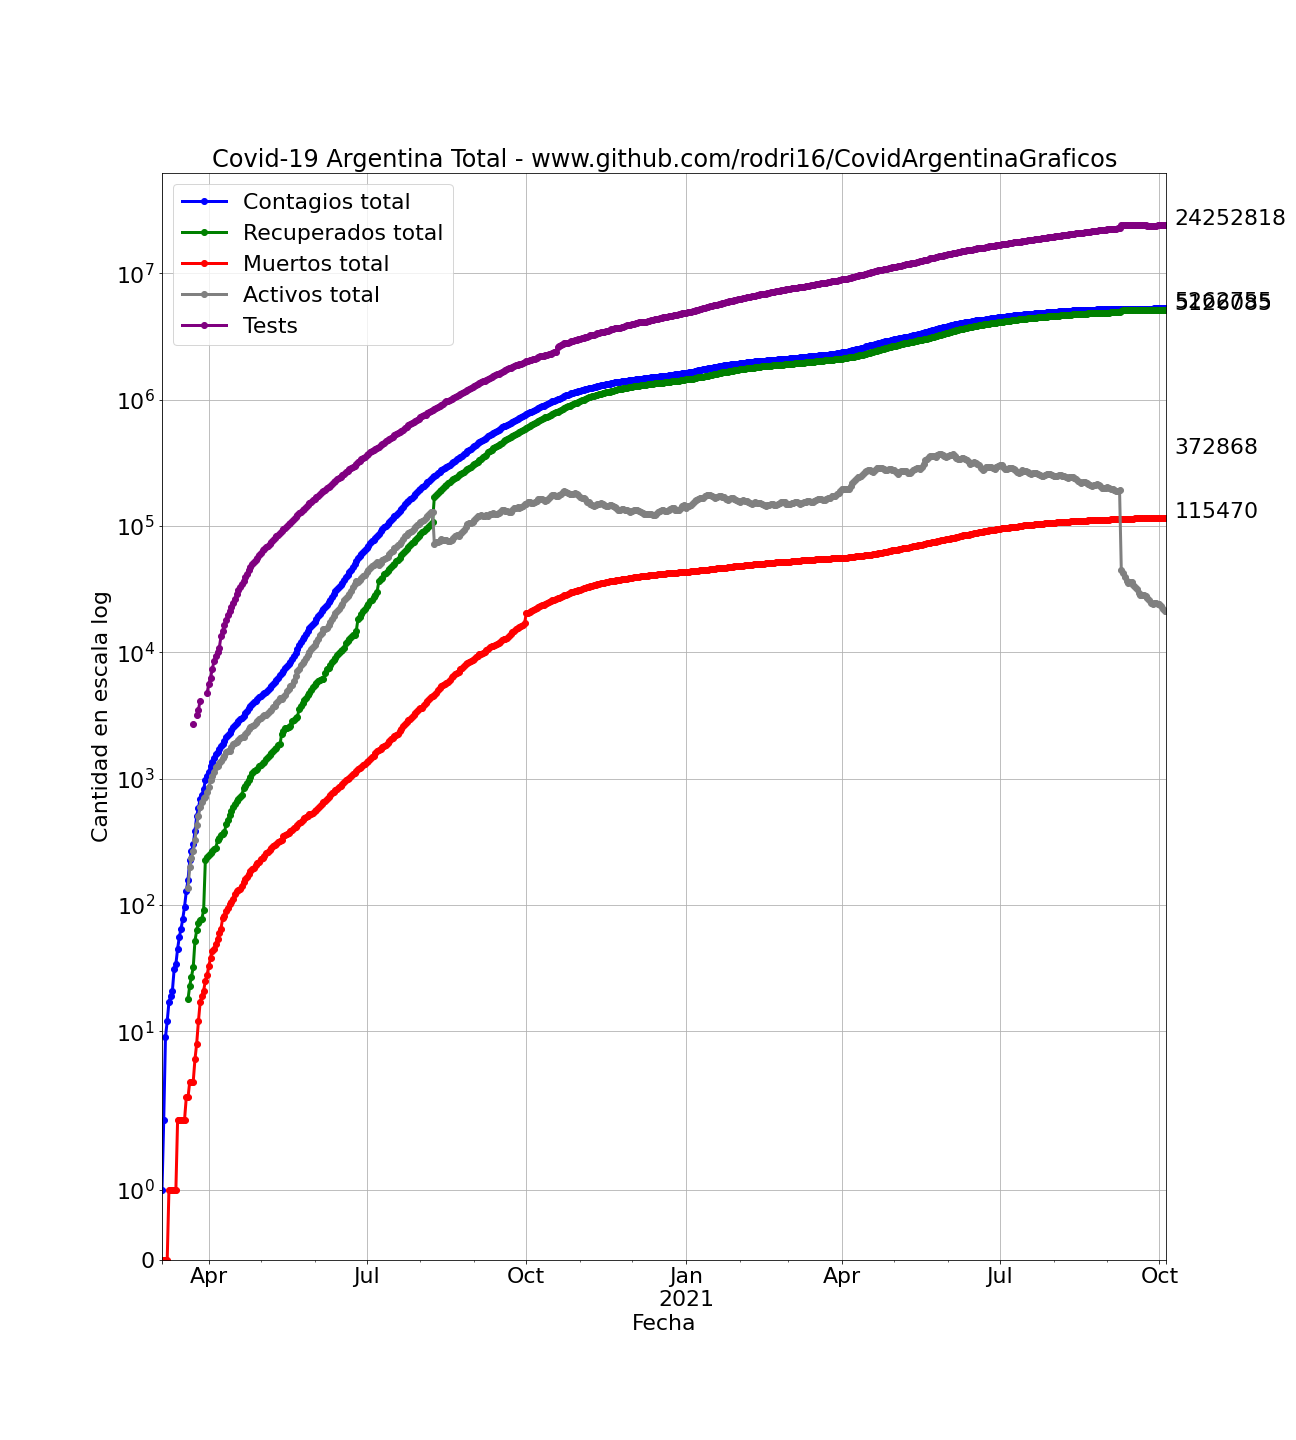 Covid-19 Argentina Total - www.github.com/rodri16/CovidArgentinaGraficos
Contagios total
Recuperados total
Muertos total
Activos total
Tests
24252818
372868
115470
10^7
10^6
10^5
10^4
10^3
10^2
10^1
10^0
0
Cantidad en escala log
Apr Jul Oct Jan Apr Jul Oct
2021
Fecha